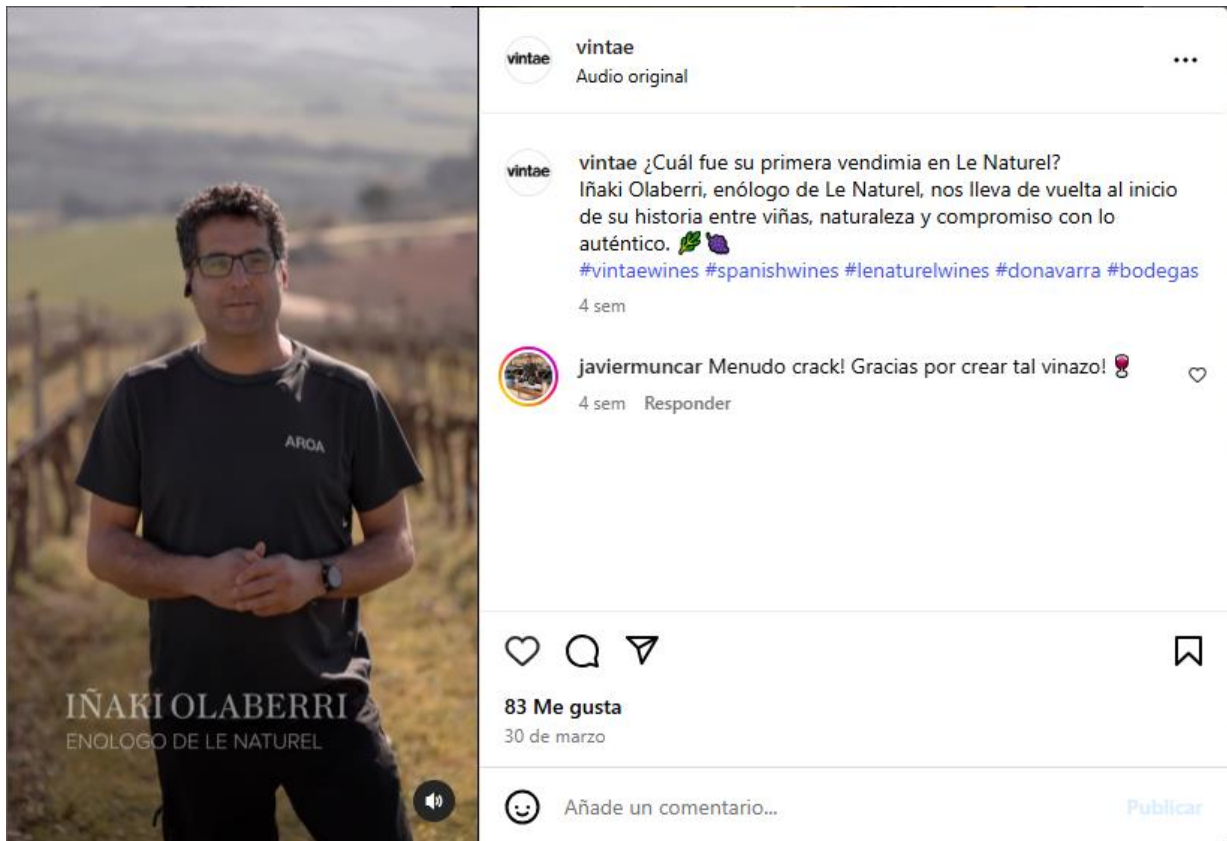 AROA
IÑAKI OLABERRI
ENOLOGO DE LE NATUREL
vintae
vintae
Audio original
vintae
vintae ¿Cuál fue su primera vendimia en Le Naturel?
Iñaki Olaberri, enólogo de Le Naturel, nos lleva de vuelta al inicio
de su historia entre viñas, naturaleza y compromiso con lo
auténtico.
#vintaewines #spanishwines #lenaturelwines #donavarra #bodegas
4 sem
javiermuncar Menudo crack! Gracias por crear tal vinazo!
4 sem Responder
83 Me gusta
30 de marzo
Añade un comentario...
Publicar